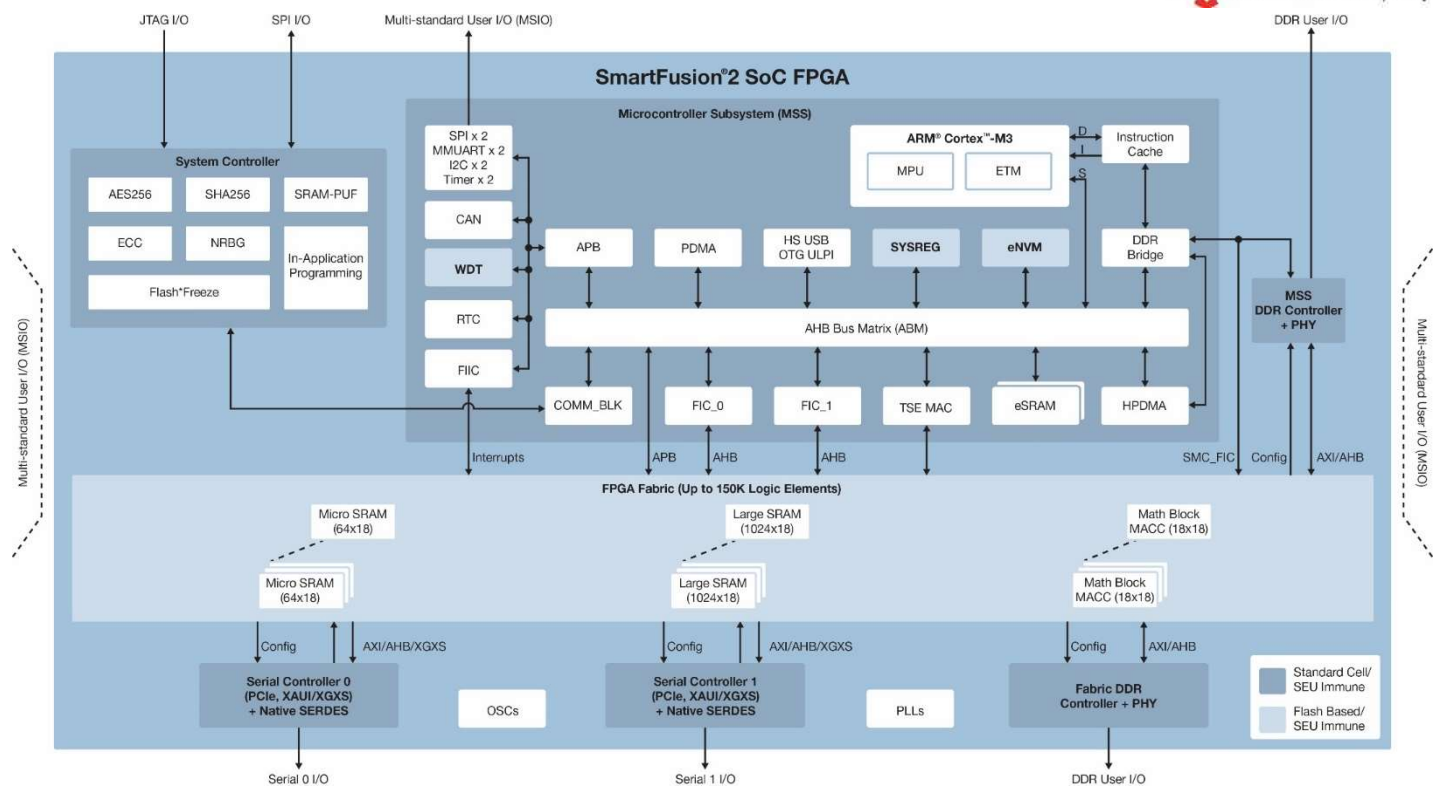 JTAG I/O
SPI I/O
Multi-standard User I/O (MSIO)
DDR User I/O
SmartFusion®2 SoC FPGA
Microcontroller Subsystem (MSS)
System Controller
AES256
SHA256
SRAM-PUF
ECC
NRBG
In-Application
Programming
Flash*Freeze
SPI x 2
MMUART x 2
I2C x 2
Timer x 2
CAN
WDT
RTC
FIIC
ARM® Cortex™-M3
MPU
ETM
D
I
S
Instruction
Cache
APB
PDMA
HS USB
OTG ULPI
SYSREG
eNVM
DDR
Bridge
MSS
DDR Controller
+ PHY
AHB Bus Matrix (ABM)
COMM_BLK
FIC_0
FIC_1
TSE MAC
eSRAM
HPDMA
Multi-standard User I/O (MSIO)
Multi-standard User I/O (MSIO)
Interrupts
APB
AHB
AHB
SMC_FIC
Config
AXI/AHB
FPGA Fabric (Up to 150K Logic Elements)
Micro SRAM
(64x18)
Large SRAM
(1024x18)
Math Block
MACC (18x18)
Micro SRAM
(64x18)
Large SRAM
(1024x18)
Math Block
MACC (18x18)
Config
AXI/AHB/XGXS
Config
AXI/AHB/XGXS
Config
AXI/AHB
Serial Controller 0
(PCIe, XAUI/XGXS)
+ Native SERDES
OSCs
Serial Controller 1
(PCIe, XAUI/XGXS)
+ Native SERDES
PLLs
Fabric DDR
Controller + PHY
Standard Cell/
SEU Immune
Flash Based/
SEU Immune
Serial 0 I/O
Serial 1 I/O
DDR User I/O